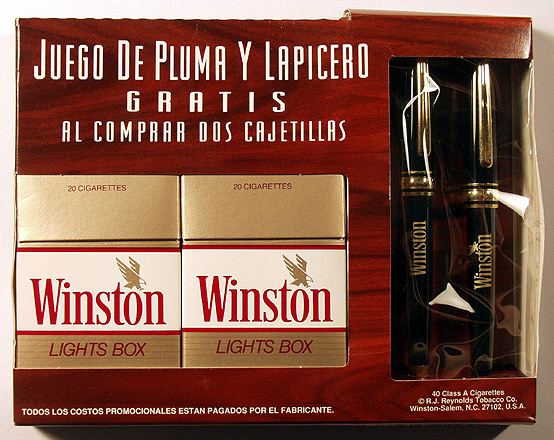 JUEGO DE PLUMA Y LAPICERO
GRATIS
AL COMPRAR DOS CAJETILLAS
20 CIGARETTES
Winston
LIGHTS BOX
20 CIGARETTES
Winston
LIGHTS BOX
Winston
Winston
TODOS LOS COSTOS PROMOCIONALES ESTAN PAGADOS POR EL FABRICANTE.
40 Class A Cigarettes
© R.J. Reynolds Tobacco Co.
Winston-Salem, N.C. 27102, U.S.A.